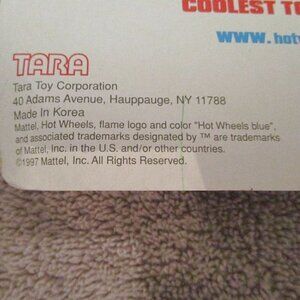 COOLEST TO
www.hot
TARA
Tara Toy Corporation
40 Adams Avenue, Hauppauge, NY 11788
Made In Korea
Mattel, Hot Wheels, flame logo and color "Hot Wheels blue",
and associated trademarks designated by ™ are trademarks
of Mattel, Inc. in the U.S. and/or other countries.
©1997 Mattel, Inc. All Rights Reserved.